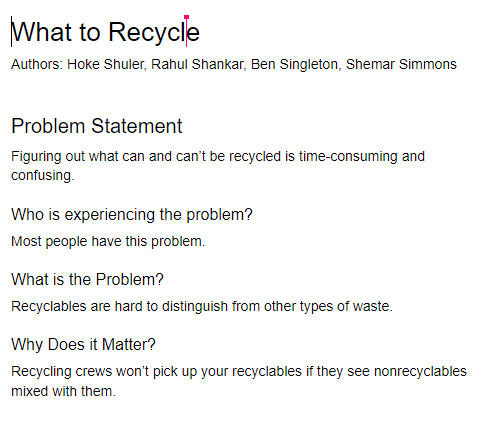 What to Recycle
Authors: Hoke Shuler, Rahul Shankar, Ben Singleton, Shemar Simmons
Problem Statement
Figuring out what can and can’t be recycled is time-consuming and
confusing.
Who is experiencing the problem?
Most people have this problem.
What is the Problem?
Recyclables are hard to distinguish from other types of waste.
Why Does it Matter?
Recycling crews won’t pick up your recyclables if they see nonrecyclables
mixed with them.